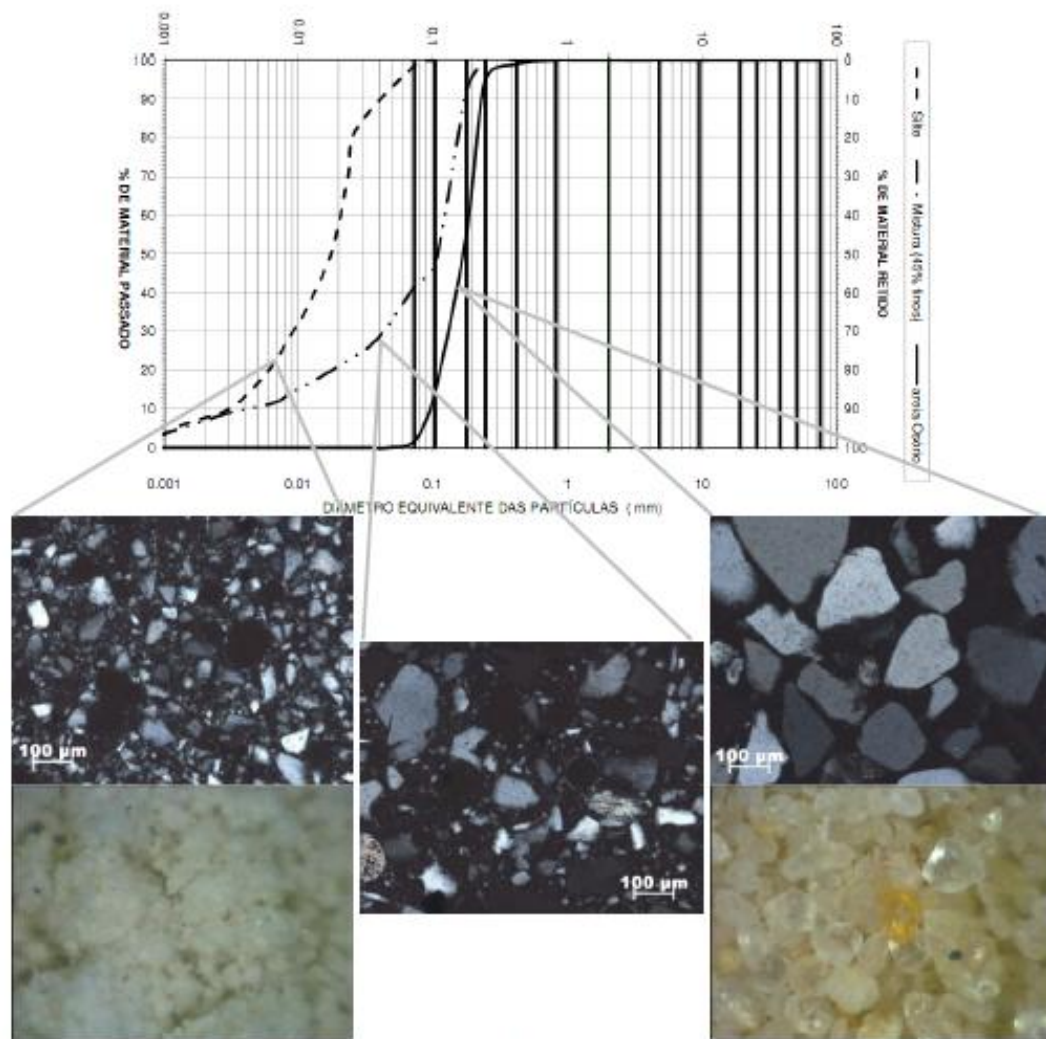 0.001 0.01 0.1 1 10 100
100 0
90 10
80 20
70 30
60 40
50 50
40 60
30 70
20 80
10 90
0 100
% DE MATERIAL PASSADO
% DE MATERIAL RETIDO
0.001 0.01 0.1 1 10 100
DIÂMETRO EQUIVALENTE DAS PARTÍCULAS (mm)
Silte
Mistura (45% finos)
areia Osório
100 µm
100 µm
100 µm